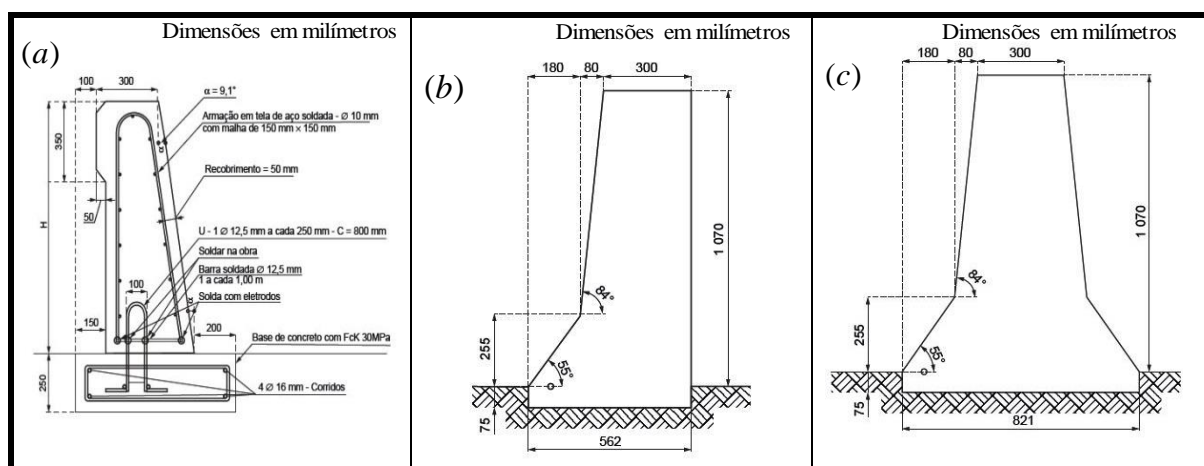 Dimensões em milímetros
(a)
100
300
α = 9,1°
Armação em tela de aço soldada - Ø 10 mm
com malha de 150 mm × 150 mm
α
350
Recobrimento = 50 mm
50
H
U - 1 Ø 12,5 mm a cada 250 mm - C = 800 mm
Soldar na obra
Barra soldada Ø 12,5 mm
1 a cada 1,00 m
100
Solda com eletrodos
α
150
200
Base de concreto com FcK 30MPa
250
4 Ø 16 mm - Corridos
Dimensões em milímetros
(b)
180
80
300
1 070
84°
255
55°
75
562
Dimensões em milímetros
(c)
180
80
300
1 070
84°
255
55°
75
821